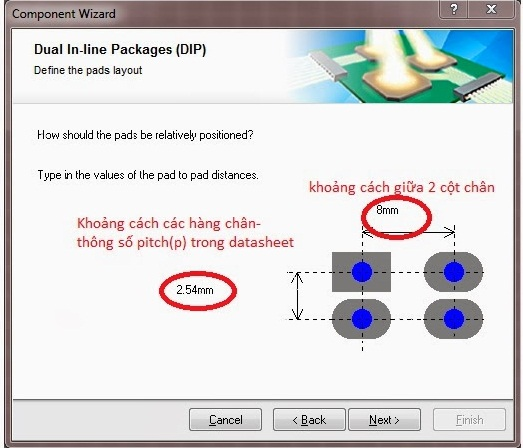 Component Wizard
Dual In-line Packages (DIP)
Define the pads layout
How should the pads be relatively positioned?
Type in the values of the pad to pad distances.
khoảng cách giữa 2 cột chân
8mm
Khoảng cách các hàng chân-
thông số pitch(p) trong datasheet
2.54mm
Cancel
< Back
Next >
Finish